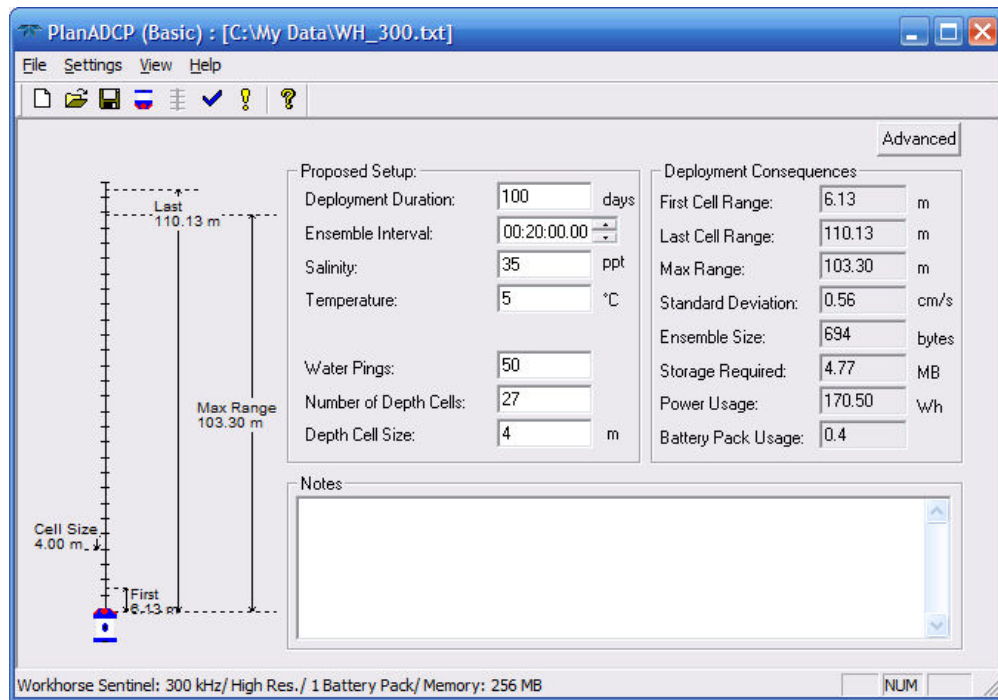 PlanADCP (Basic) : [C:\My Data\WH_300.txt]
File Settings View Help
Advanced
Last
110.13 m
Max Range
103.30 m
Cell Size
4.00 m
First
6.13 m
Proposed Setup:
Deployment Duration: 100 days
Ensemble Interval: 00:20:00.00
Salinity: 35 ppt
Temperature: 5 °C
Water Pings: 50
Number of Depth Cells: 27
Depth Cell Size: 4 m
Deployment Consequences
First Cell Range: 6.13 m
Last Cell Range: 110.13 m
Max Range: 103.30 m
Standard Deviation: 0.56 cm/s
Ensemble Size: 694 bytes
Storage Required: 4.77 MB
Power Usage: 170.50 Wh
Battery Pack Usage: 0.4
Notes
Workhorse Sentinel: 300 kHz/ High Res./ 1 Battery Pack/ Memory: 256 MB
NUM